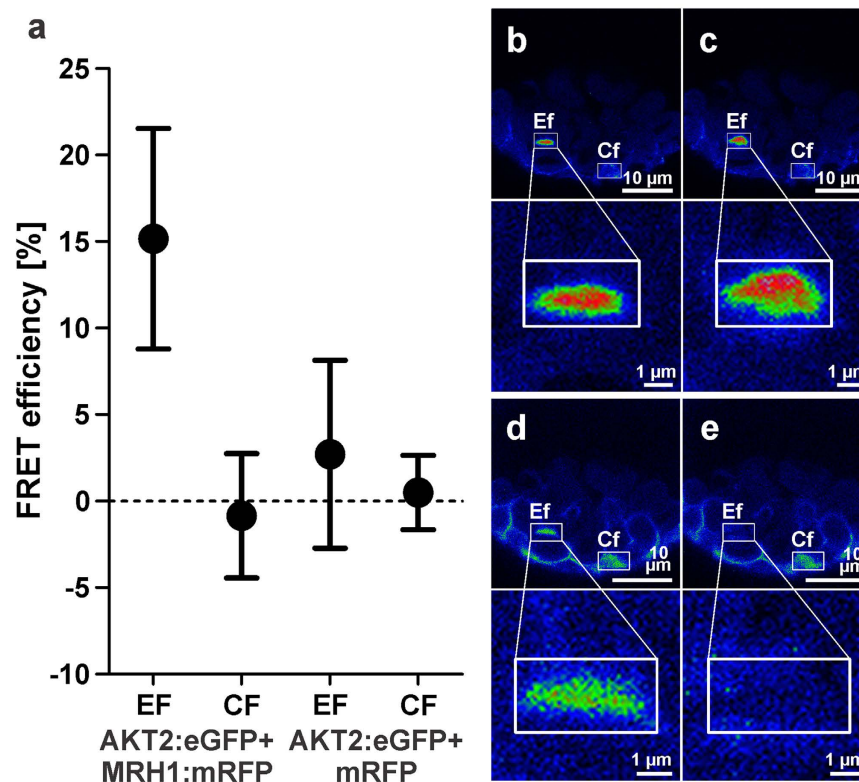 a
FRET efficiency [%]
25
20
15
10
5
0
-5
-10
EF CF EF CF
AKT2:eGFP+ AKT2:eGFP+
MRH1:mRFP mRFP
b
Ef
Cf
10 µm
1 µm
c
Ef
Cf
10 µm
1 µm
d
Ef
Cf
10
µm
1 µm
e
Ef
Cf
10
µm
1 µm